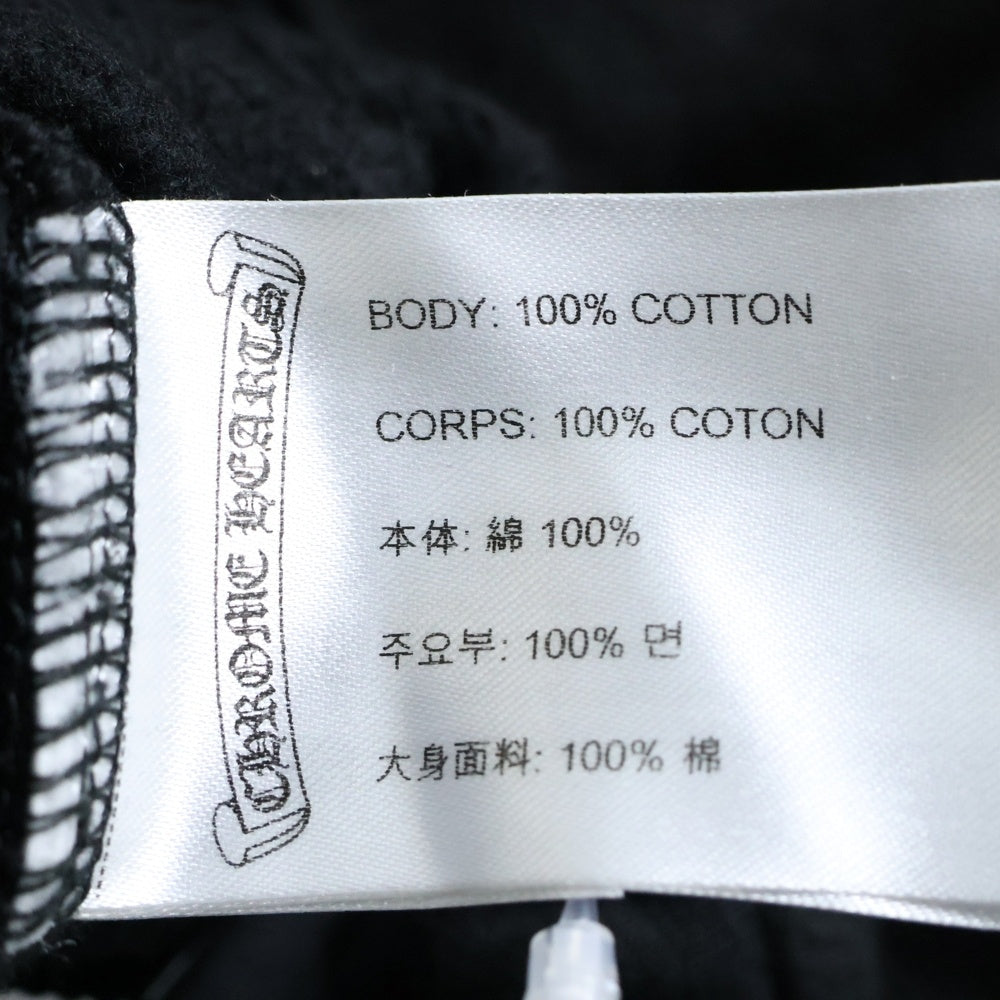 CHROME HEARTS
BODY: 100% COTTON
CORPS: 100% COTON
本体: 綿 100%
주요부: 100% 면
大身面料: 100% 棉